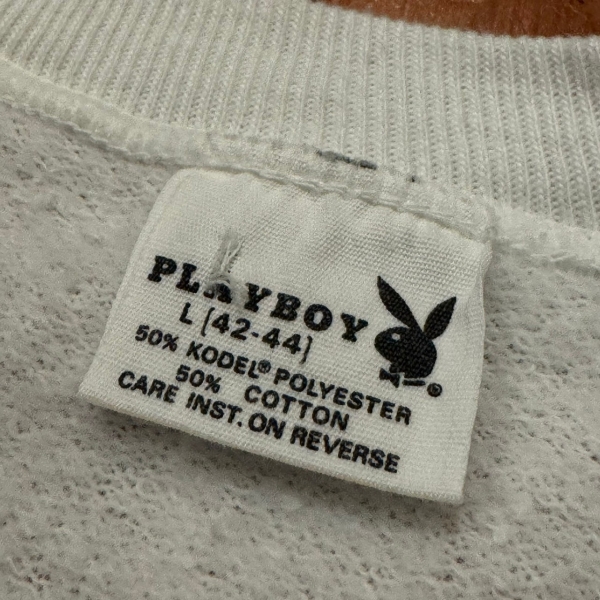 PLAYBOY
L (42-44)
50% KODEL® POLYESTER
50% COTTON
CARE INST. ON REVERSE
®